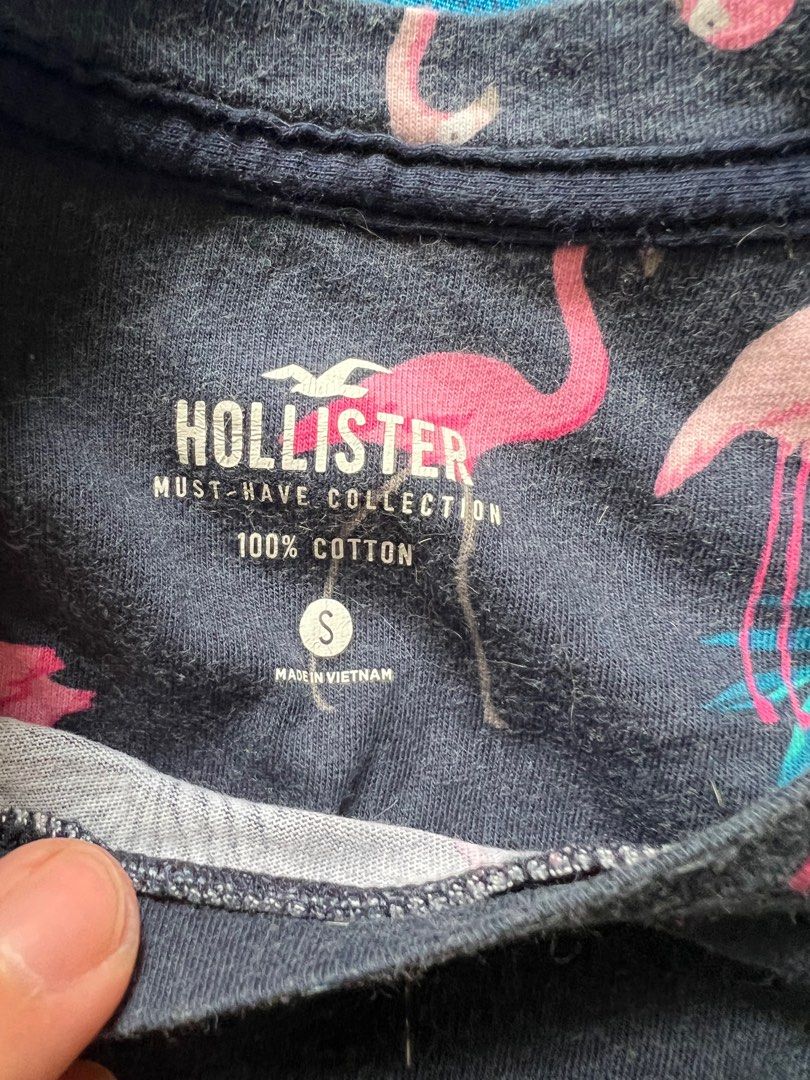 HOLLISTER
MUST-HAVE COLLECTION
100% COTTON
S
MADE IN VIETNAM